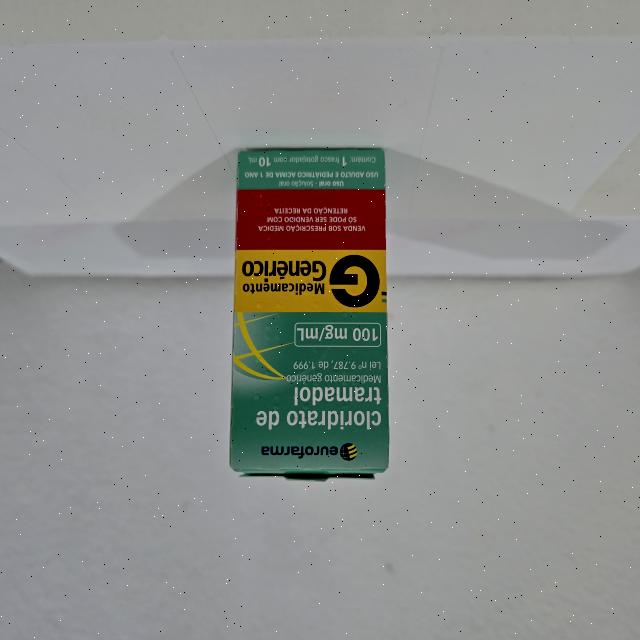 eurofarma
cloridrato de
tramadol
Medicamento genérico
Lei nº 9.787, de 1.999
100 mg/mL
G
Medicamento
Genérico
VENDA SOB PRESCRIÇÃO MÉDICA
SÓ PODE SER VENDIDO COM
RETENÇÃO DA RECEITA
Uso oral - Solução oral
USO ADULTO E PEDIÁTRICO ACIMA DE 1 ANO
Contém: 1 frasco gotejador com 10 mL